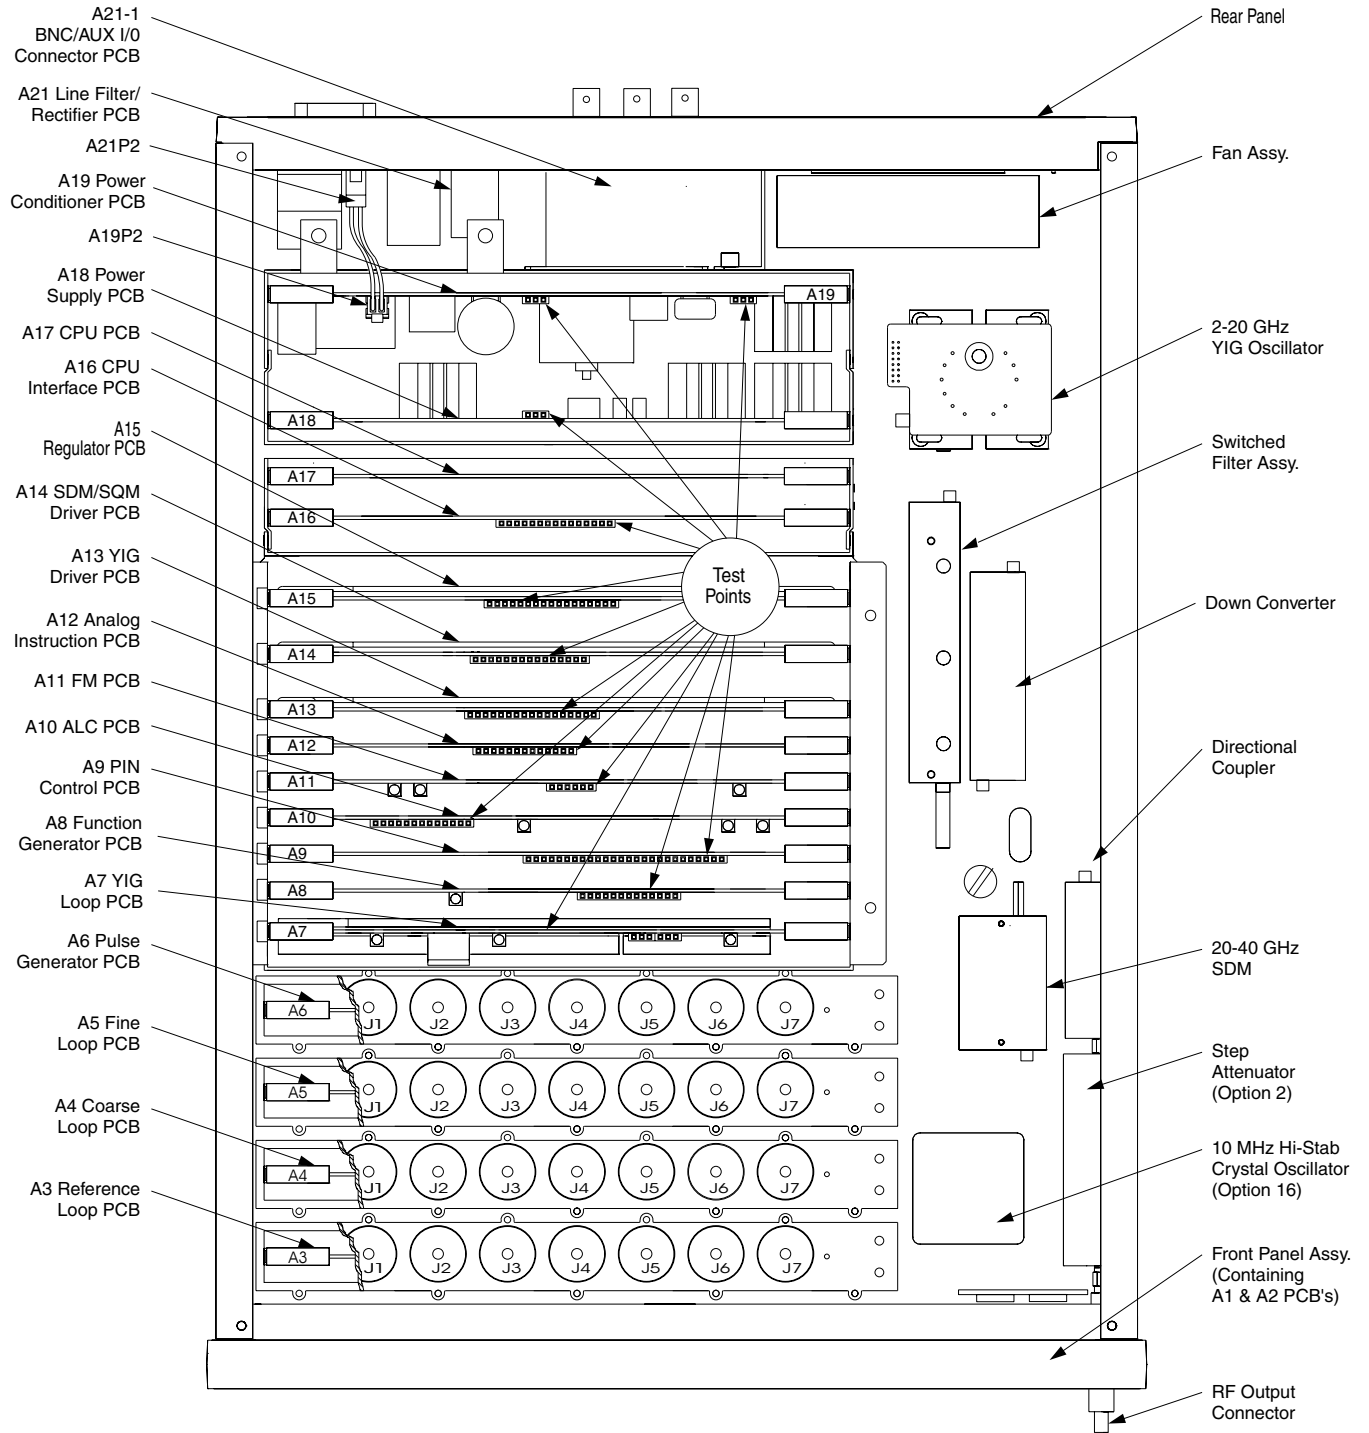 A21-1
BNC/AUX I/0
Connector PCB
A21 Line Filter/
Rectifier PCB
A21P2
A19 Power
Conditioner PCB
A19P2
A18 Power
Supply PCB
A17 CPU PCB
A16 CPU
Interface PCB
A15
Regulator PCB
A14 SDM/SQM
Driver PCB
A13 YIG
Driver PCB
A12 Analog
Instruction PCB
A11 FM PCB
A10 ALC PCB
A9 PIN
Control PCB
A8 Function
Generator PCB
A7 YIG
Loop PCB
A6 Pulse
Generator PCB
A5 Fine
Loop PCB
A4 Coarse
Loop PCB
A3 Reference
Loop PCB
A19
A18
A17
A16
A15
A14
A13
A12
A11
A10
A9
A8
A7
Test
Points
A6 J1 J2 J3 J4 J5 J6 J7
A5 J1 J2 J3 J4 J5 J6 J7
A4 J1 J2 J3 J4 J5 J6 J7
A3 J1 J2 J3 J4 J5 J6 J7
Rear Panel
Fan Assy.
2-20 GHz
YIG Oscillator
Switched
Filter Assy.
Down Converter
Directional
Coupler
20-40 GHz
SDM
Step
Attenuator
(Option 2)
10 MHz Hi-Stab
Crystal Oscillator
(Option 16)
Front Panel Assy.
(Containing
A1 & A2 PCB's)
RF Output
Connector